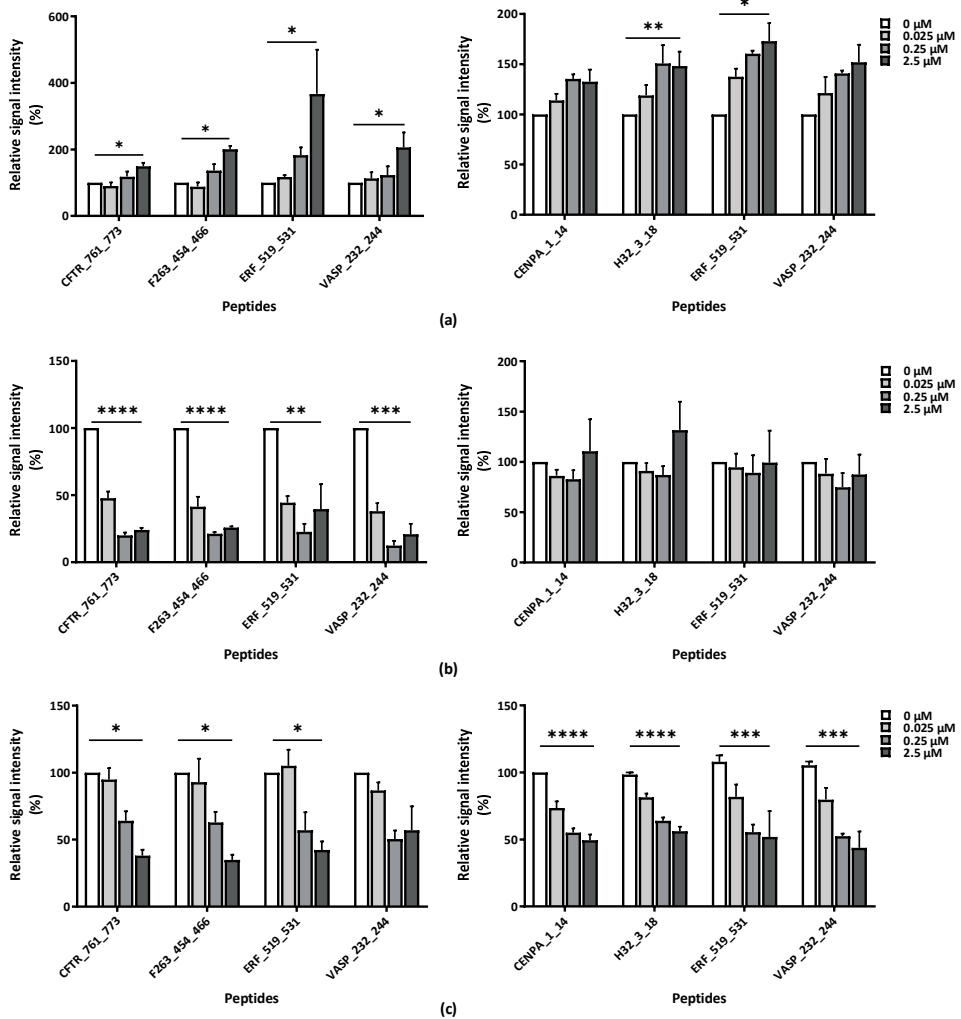 Relative signal intensity
(%)
600
400
200
100
0
*
*
*
*
CFTR_761_773
F263_454_466
ERF_519_531
VASP_232_244
Peptides
Relative signal intensity
(%)
200
150
100
50
0
**
*
CENPA_1_14
H32_3_18
ERF_519_531
VASP_232_244
Peptides
0 µM
0.025 µM
0.25 µM
2.5 µM
(a)
Relative signal intensity
(%)
150
100
50
0
****
****
**
***
CFTR_761_773
F263_454_466
ERF_519_531
VASP_232_244
Peptides
Relative signal intensity
(%)
200
150
100
50
0
CENPA_1_14
H32_3_18
ERF_519_531
VASP_232_244
Peptides
0 µM
0.025 µM
0.25 µM
2.5 µM
(b)
Relative signal intensity
(%)
150
100
50
0
*
*
*
CFTR_761_773
F263_454_466
ERF_519_531
VASP_232_244
Peptides
Relative signal intensity
(%)
150
100
50
0
****
****
***
***
CENPA_1_14
H32_3_18
ERF_519_531
VASP_232_244
Peptides
0 µM
0.025 µM
0.25 µM
2.5 µM
(c)